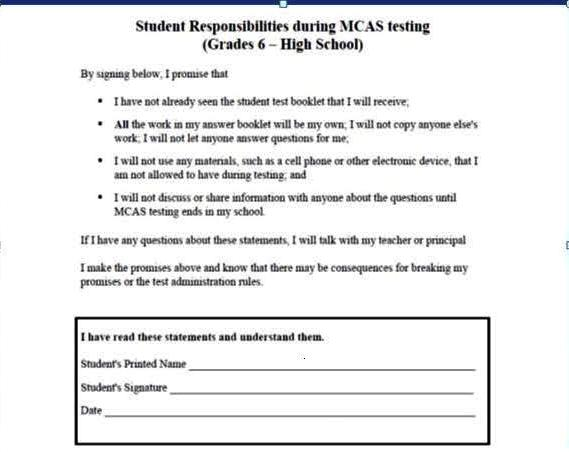 Student Responsibilities during MCAS testing
(Grades 6 – High School)
By signing below, I promise that
• I have not already seen the student test booklet that I will receive;
• All the work in my answer booklet will be my own; I will not copy anyone else's
work; I will not let anyone answer questions for me;
• I will not use any materials, such as a cell phone or other electronic device, that I
am not allowed to have during testing; and
• I will not discuss or share information with anyone about the questions until
MCAS testing ends in my school.
If I have any questions about these statements, I will talk with my teacher or principal
I make the promises above and know that there may be consequences for breaking my
promises or the test administration rules.
I have read these statements and understand them.
Student's Printed Name
Student's Signature
Date